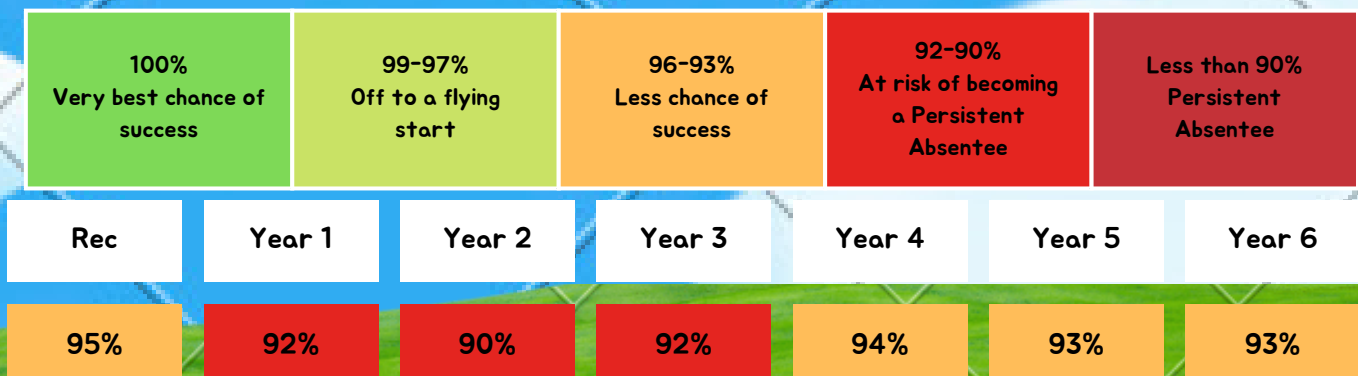 100%
Very best chance of
success
99-97%
Off to a flying
start
96-93%
Less chance of
success
92-90%
At risk of becoming
a Persistent
Absentee
Less than 90%
Persistent
Absentee
Rec
Year 1
Year 2
Year 3
Year 4
Year 5
Year 6
95%
92%
90%
92%
94%
93%
93%